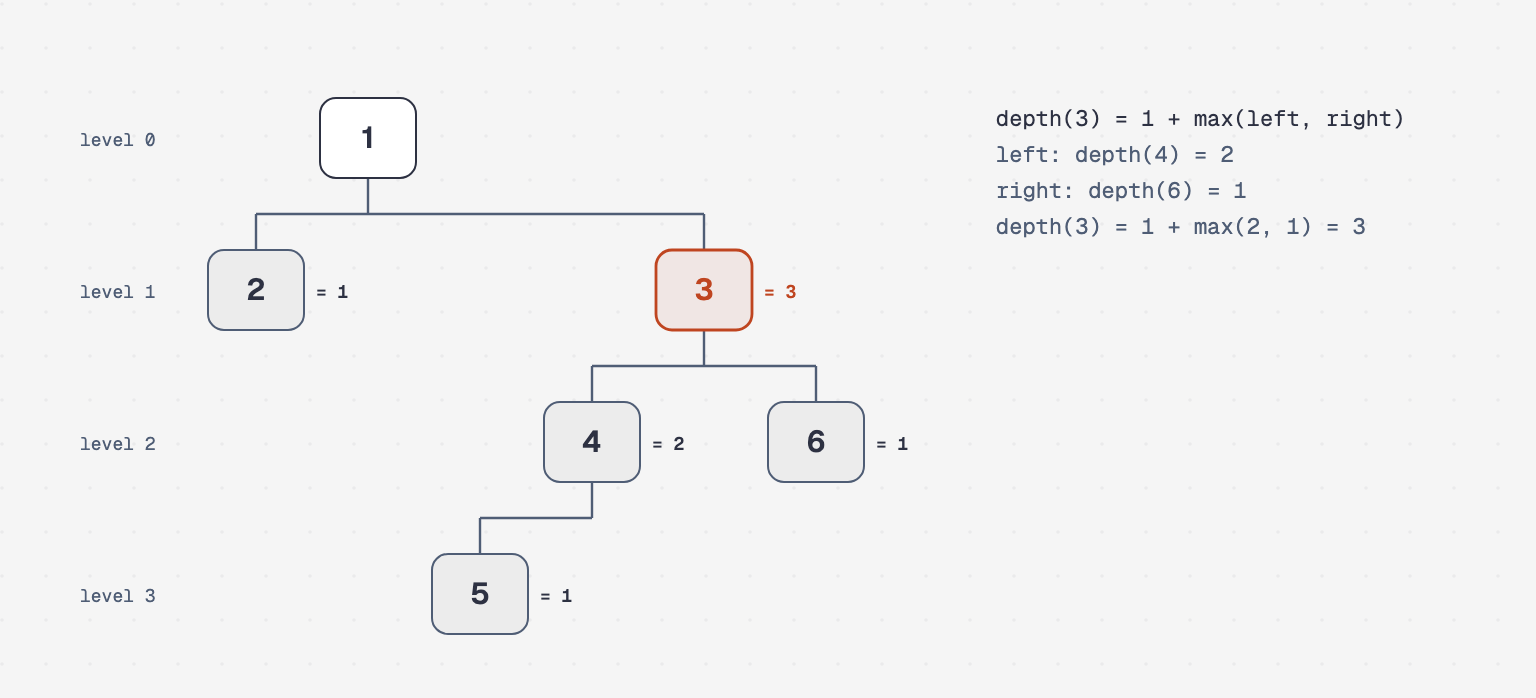 level 0
1
depth(3) = 1 + max(left, right)
left: depth(4) = 2
right: depth(6) = 1
depth(3) = 1 + max(2, 1) = 3
level 1
2
= 1
3
= 3
level 2
4
= 2
6
= 1
level 3
5
= 1